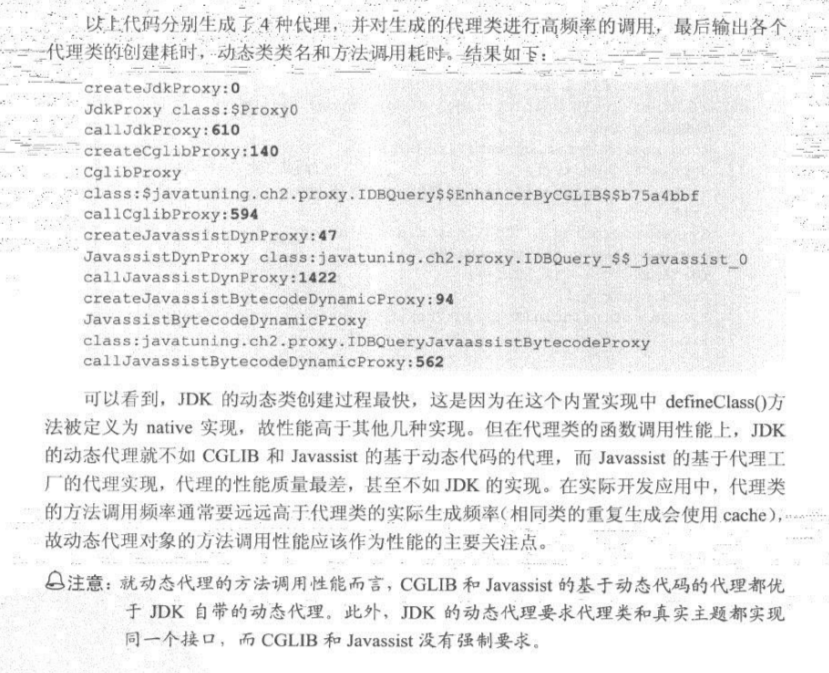 以上代码分别生成了 4 种代理，并对生成的代理类进行高频率的调用，最后输出各个
代理类的创建耗时，动态类类名和方法调用耗时。结果如下：
createJdkProxy:0
JdkProxy class:$Proxy0
callJdkProxy:610
createCglibProxy:140
CglibProxy
class:$javatuning.ch2.proxy.IDBQuery$$EnhancerByCGLIB$$b75a4bbf
callCglibProxy:594
createJavassistDynProxy:47
JavassistDynProxy class:javatuning.ch2.proxy.IDBQuery_$$_javassist_0
callJavassistDynProxy:1422
createJavassistBytecodeDynamicProxy:94
JavassistBytecodeDynamicProxy
class:javatuning.ch2.proxy.IDBQueryJavaassistBytecodeProxy
callJavassistBytecodeDynamicProxy:562
可以看到，JDK 的动态类创建过程最快，这是因为在这个内置实现中 defineClass()方
法被定义为 native 实现，故性能高于其他几种实现。但在代理类的函数调用性能上，JDK
的动态代理就不如 CGLIB 和 Javassist 的基于动态代码的代理，而 Javassist 的基于代理工
厂的代理实现，代理的性能质量最差，甚至不如 JDK 的实现。在实际开发应用中，代理类
的方法调用频率通常要远远高于代理类的实际生成频率（相同类的重复生成会使用 cache），
故动态代理对象的方法调用性能应该作为性能的主要关注点。
注意：就动态代理的方法调用性能而言，CGLIB 和 Javassist 的基于动态代码的代理都优
于 JDK 自带的动态代理。此外，JDK 的动态代理要求代理类和真实主题都实现
同一个接口，而 CGLIB 和 Javassist 没有强制要求。